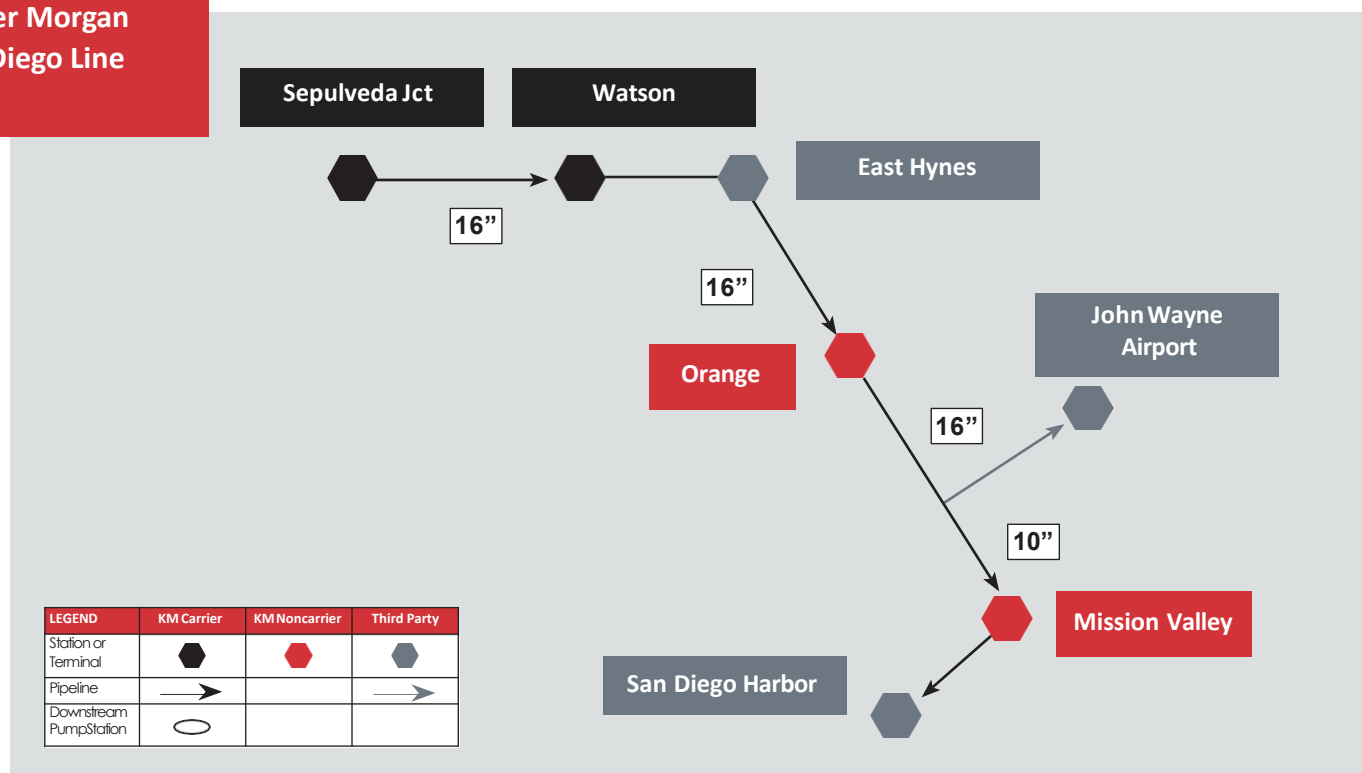 er Morgan
Diego Line
Sepulveda Jct
Watson
East Hynes
16”
16”
John Wayne
Airport
Orange
16”
10”
Mission Valley
San Diego Harbor
LEGEND KM Carrier KM Noncarrier Third Party
Station or
Terminal
Pipeline
Downstream
PumpStation